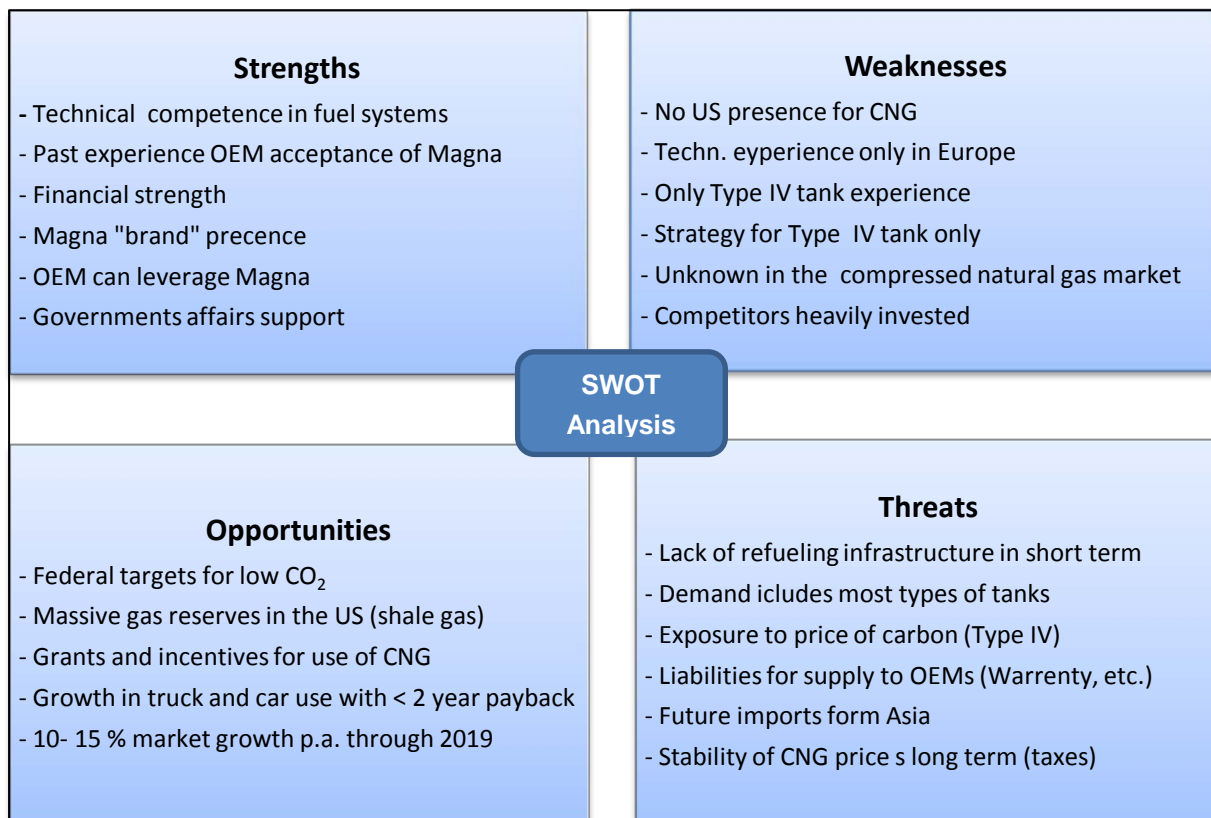 Strengths
- Technical competence in fuel systems
- Past experience OEM acceptance of Magna
- Financial strength
- Magna "brand" precence
- OEM can leverage Magna
- Governments affairs support
Weaknesses
- No US presence for CNG
- Techn. eyperience only in Europe
- Only Type IV tank experience
- Strategy for Type IV tank only
- Unknown in the compressed natural gas market
- Competitors heavily invested
SWOT
Analysis
Opportunities
- Federal targets for low CO₂
- Massive gas reserves in the US (shale gas)
- Grants and incentives for use of CNG
- Growth in truck and car use with < 2 year payback
- 10- 15 % market growth p.a. through 2019
Threats
- Lack of refueling infrastructure in short term
- Demand icludes most types of tanks
- Exposure to price of carbon (Type IV)
- Liabilities for supply to OEMs (Warrenty, etc.)
- Future imports form Asia
- Stability of CNG price s long term (taxes)